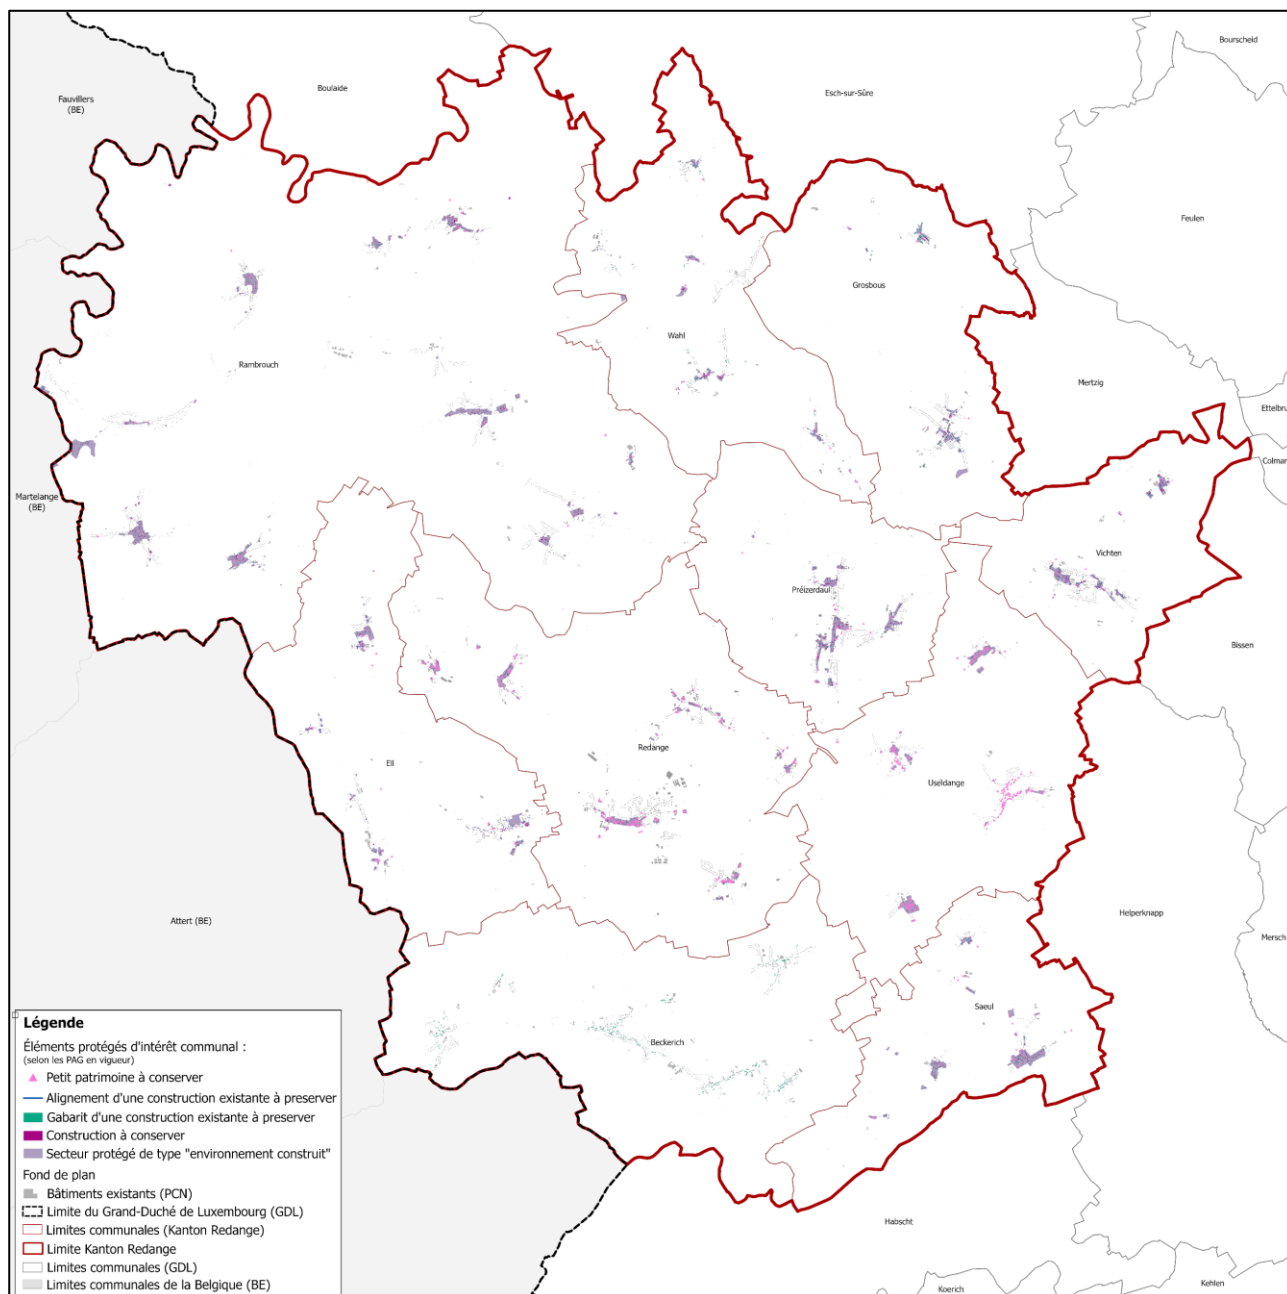 Bourscheid
Boulaide
Esch-sur-Sûre
Fauvillers
(BE)
Feulen
Grosbous
Wahl
Rambrouch
Mertzig
Ettelbru
Colmar
Martelange
(BE)
Vichten
Préizerdaul
Bissen
Redange
Ell
Useldange
Attert (BE)
Helperknapp
Mersch
Saeul
Beckerich
Habscht
Koerich
Kehlen
Légende
Éléments protégés d'intérêt communal :
(selon les PAG en vigueur)
Petit patrimoine à conserver
Alignement d'une construction existante à preserver
Gabarit d'une construction existante à preserver
Construction à conserver
Secteur protégé de type "environnement construit"
Fond de plan
Bâtiments existants (PCN)
Limite du Grand-Duché de Luxembourg (GDL)
Limites communales (Kanton Redange)
Limite Kanton Redange
Limites communales (GDL)
Limites communales de la Belgique (BE)